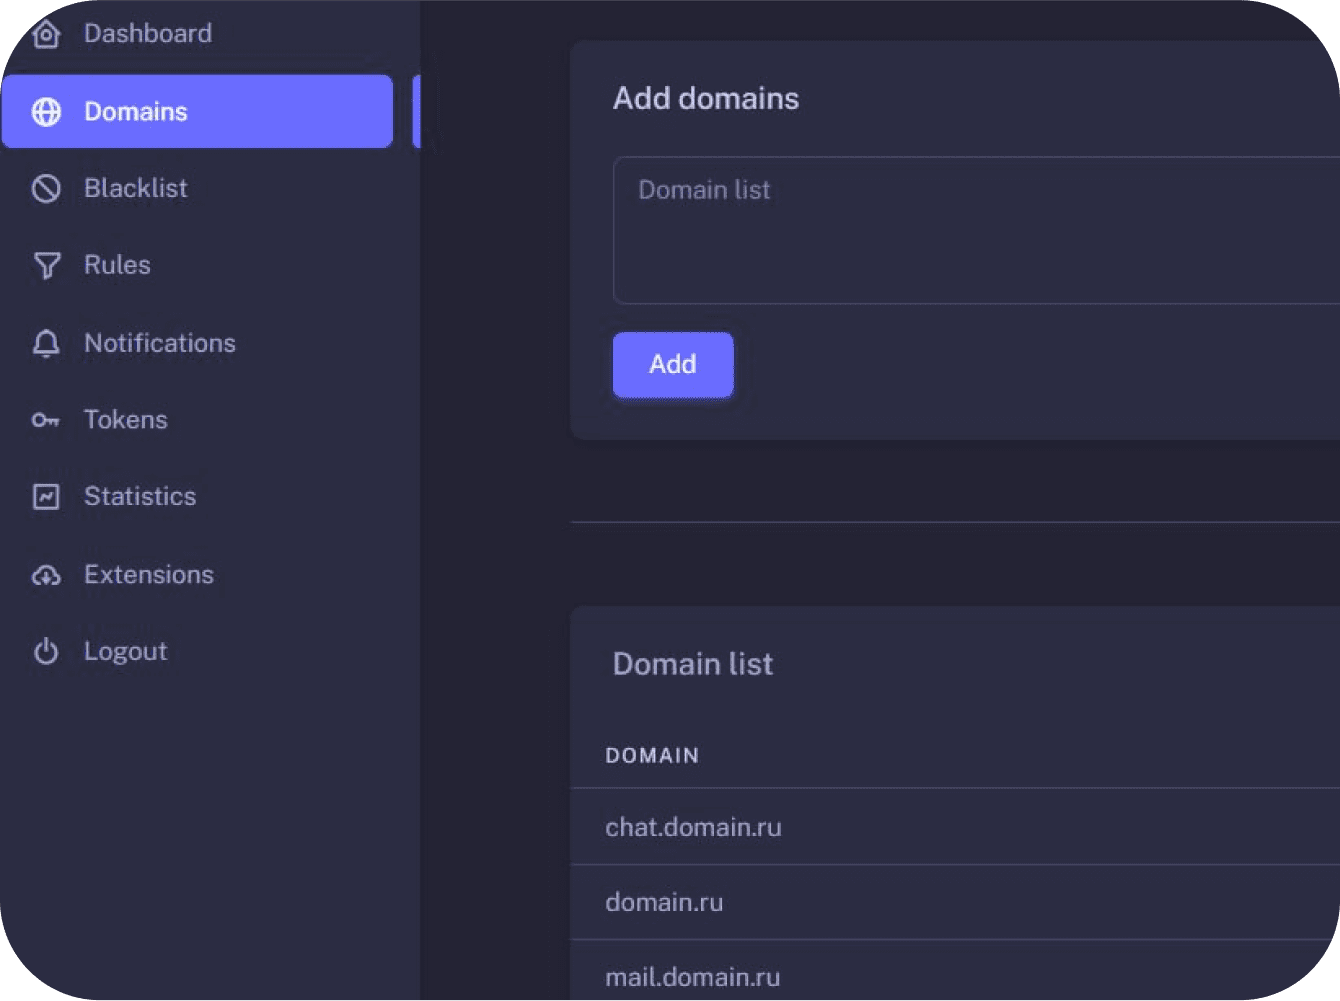 Dashboard
Domains
Blacklist
Rules
Notifications
Tokens
Statistics
Extensions
Logout
Add domains
Domain list
Add
Domain list
DOMAIN
chat.domain.ru
domain.ru
mail.domain.ru